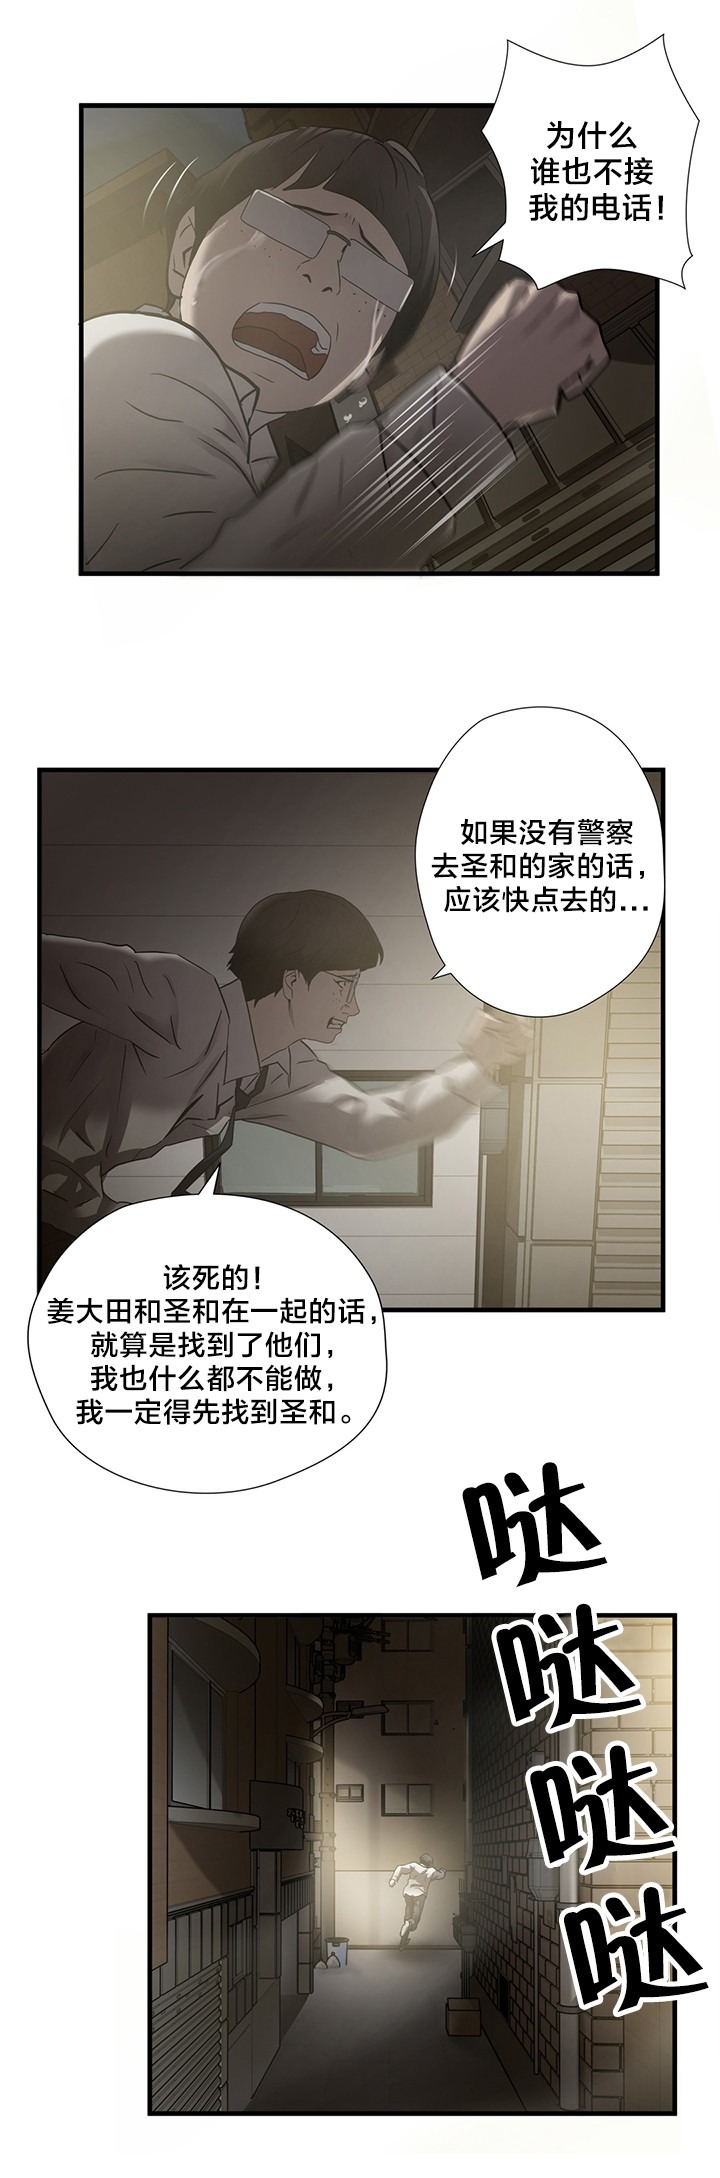 为什么
谁也不接
我的电话！
如果没有警察
去圣和的家的话，
应该快点去的…
该死的！
姜大田和圣和在一起的话，
就算是找到了他们，
我也什么都不能做，
我一定得先找到圣和。
哒
哒
哒
哒